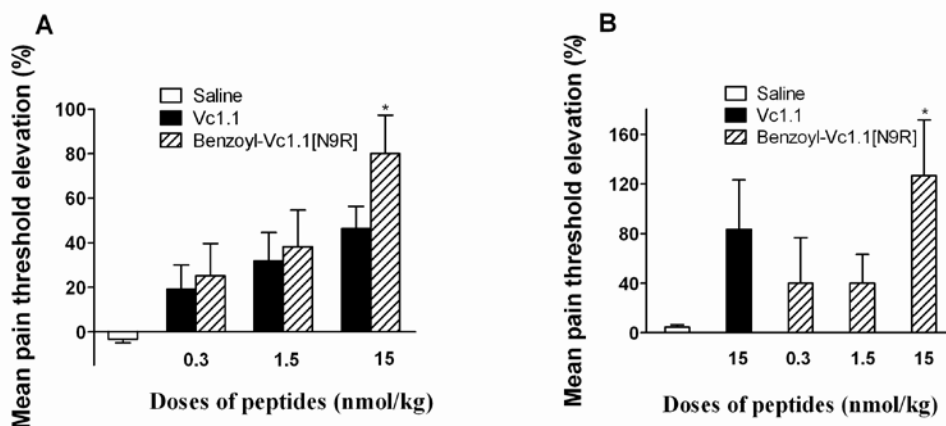 A
Mean pain threshold elevation (%)
Saline
Vc1.1
Benzoyl-Vc1.1[N9R]
*
100
80
60
40
20
0
0.3 1.5 15
Doses of peptides (nmol/kg)
B
Mean pain threshold elevation (%)
Saline
Vc1.1
Benzoyl-Vc1.1[N9R]
*
160
120
80
40
0
15 0.3 1.5 15
Doses of peptides (nmol/kg)